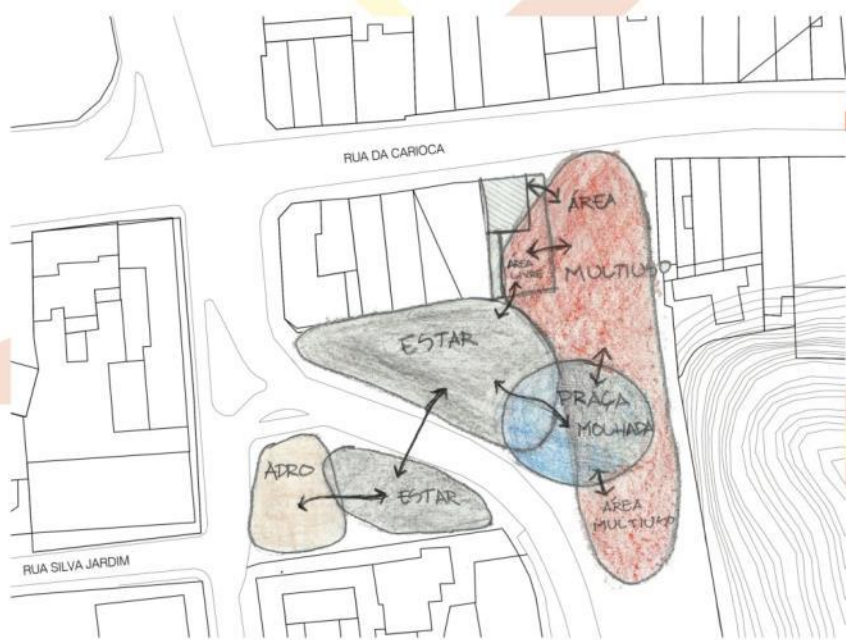 RUA DA CARIOCA
ÁREA
MULTIUSO
ÁREA
LIVRE
ESTAR
PRAÇA
MOLHADA
ADRO
ESTAR
ÁREA
MULTIUSO
RUA SILVA JARDIM